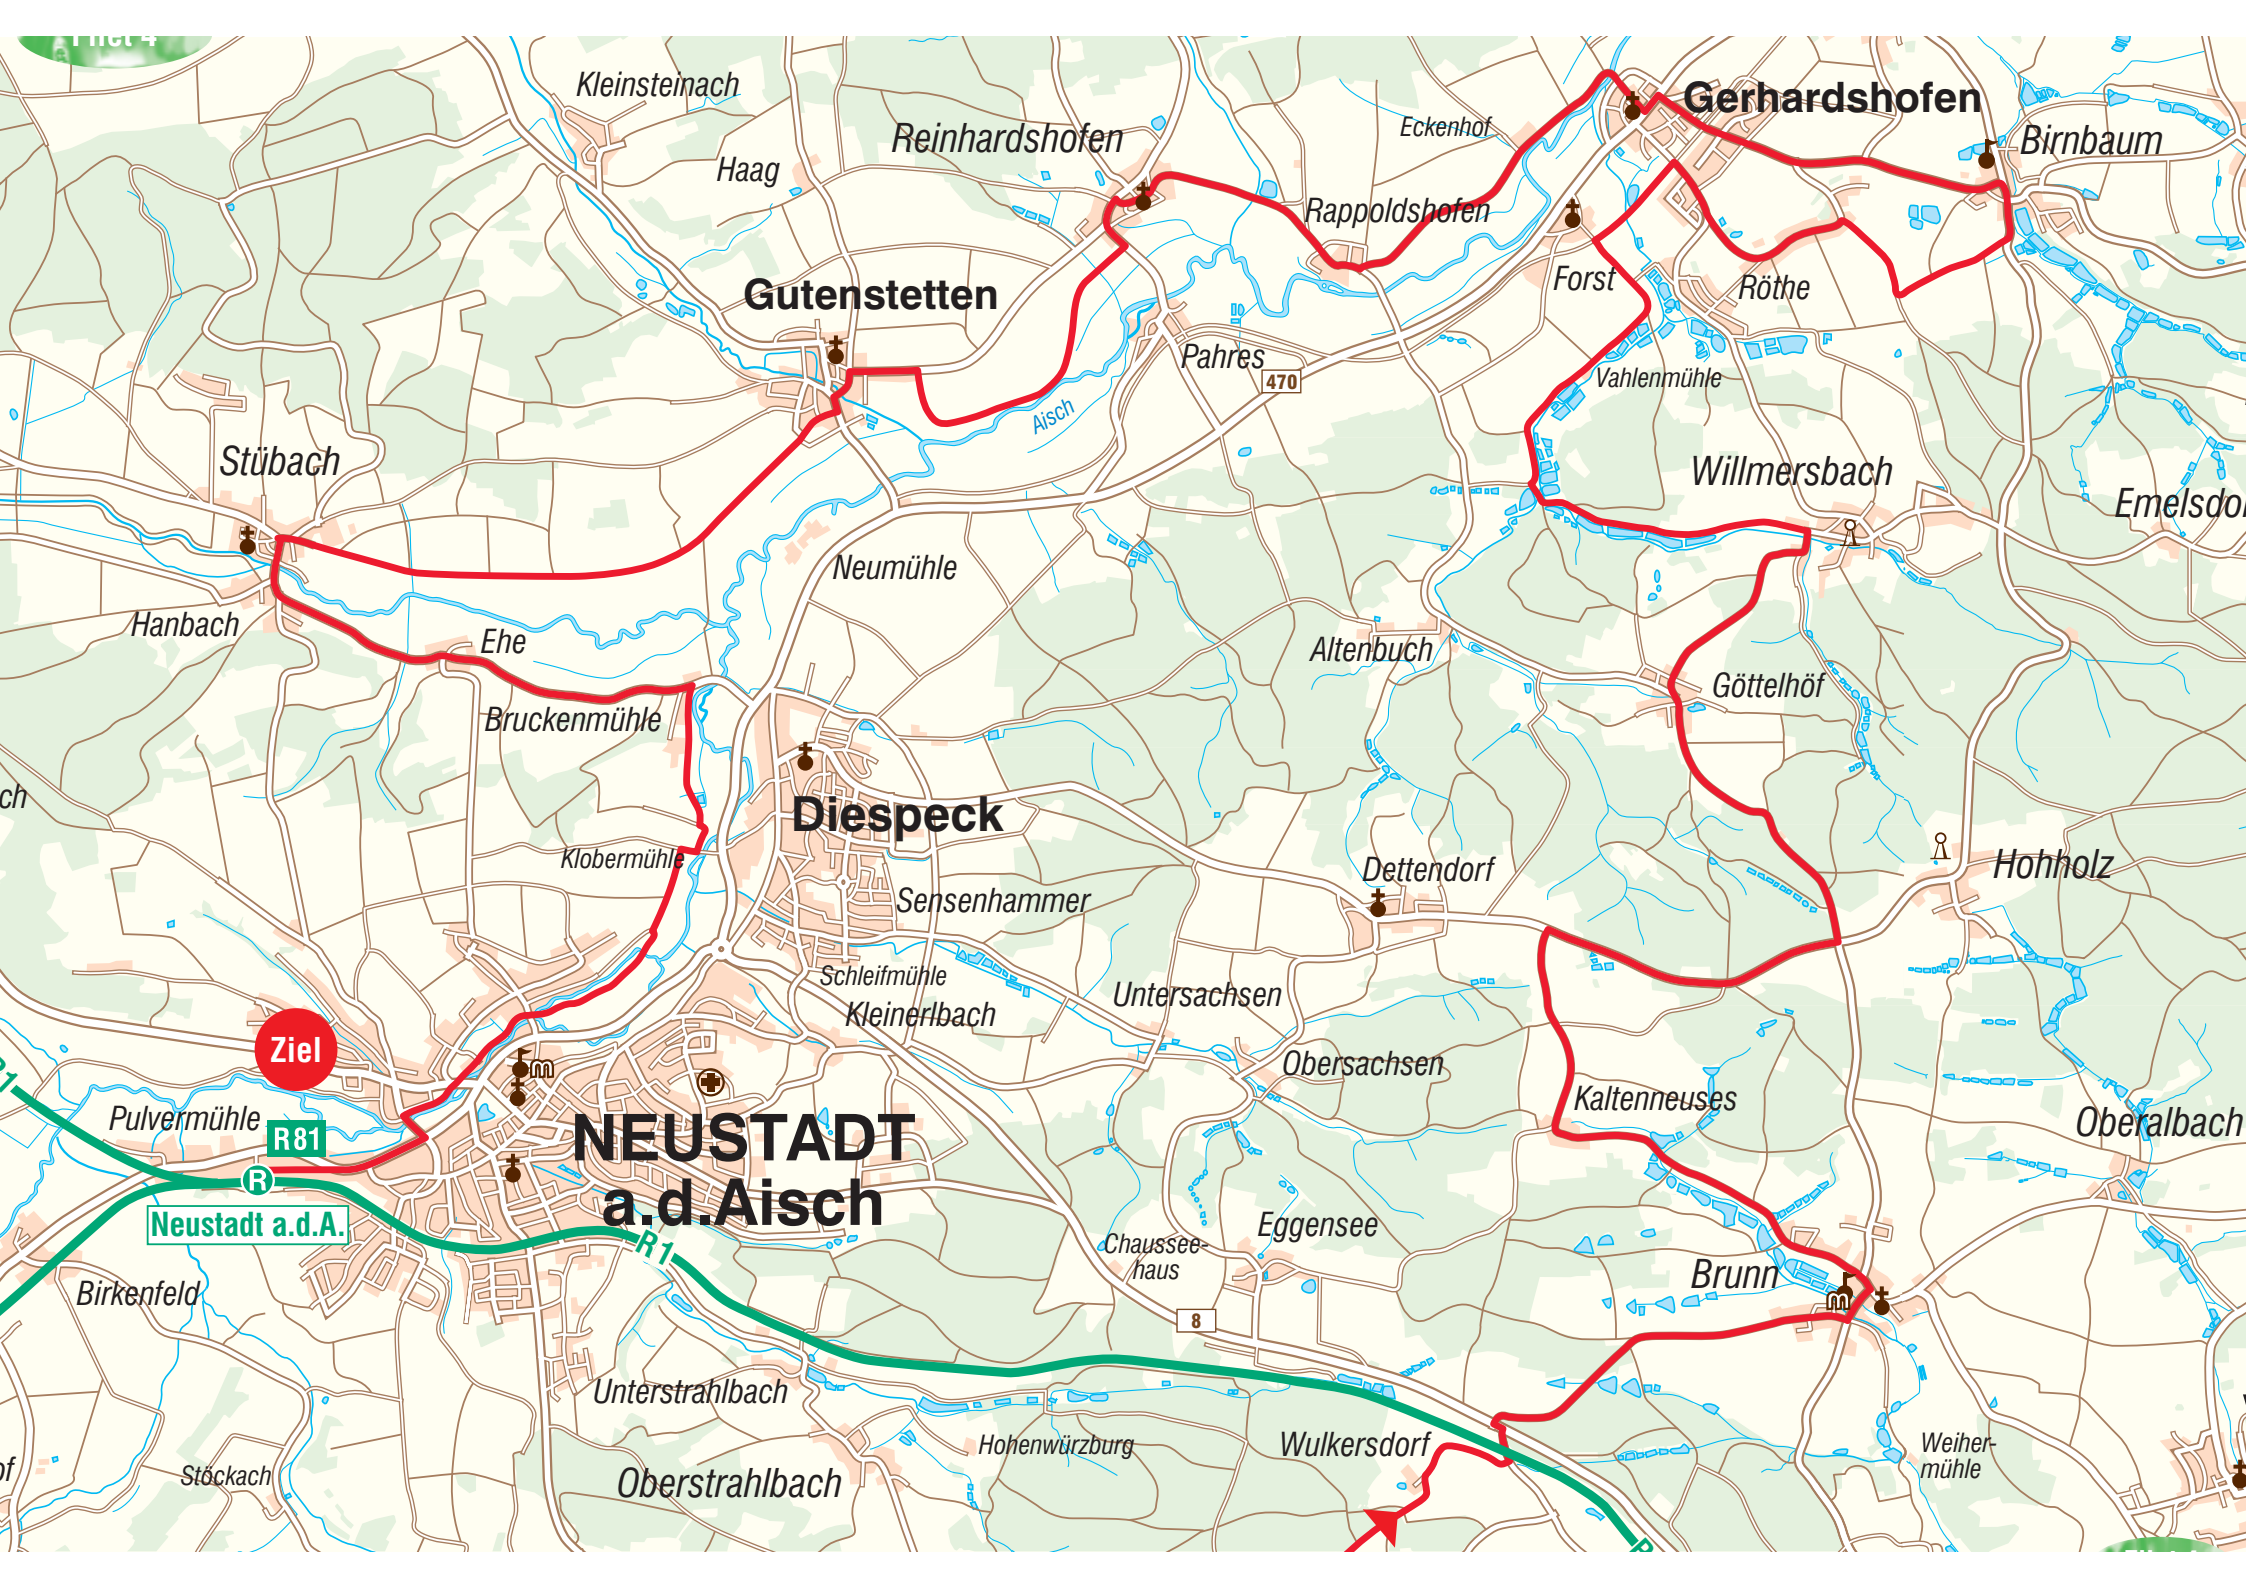 Kleinsteinach
Haag
Reinhardshofen
Eckenhof
Gerhardshofen
Birnbaum
Rappoldshofen
Forst
Röthe
Gutenstetten
Pahres
470
Aisch
Vahlenmühle
Stübach
Willmersbach
Neumühle
Hanbach
Ehe
Altenbuch
Göttelhöf
Bruckenmühle
Diespeck
Klobermühle
Dettendorf
Hohholz
Sensenhammer
Schleifmühle
Kleinerlbach
Untersachsen
Obersachsen
Ziel
Kaltenneuses
Pulvermühle
R81
NEUSTADT
a.d.Aisch
Oberalbach
R
Neustadt a.d.A.
R1
R1
Eggensee
Chaussee-
haus
Brunn
Birkenfeld
8
Unterstrahlbach
Wulkersdorf
Hohenwürzburg
Weiher-
mühle
Stöckach
Oberstrahlbach